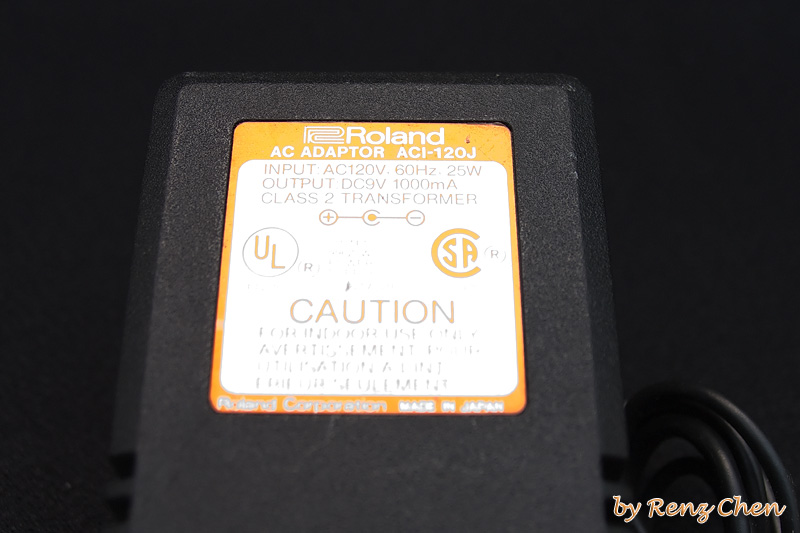 Roland
AC ADAPTOR ACI-120J
INPUT:AC120V, 60Hz, 25W
OUTPUT:DC9V 1000mA
CLASS 2 TRANSFORMER
+ C −
UL (R)
SA (R)
CAUTION
FOR INDOOR USE ONLY
AVERTISSEMENT, POUR
UTILISATION A L'INT
ERIEUR SEULEMENT
Roland Corporation MADE IN JAPAN
by Renz Chen